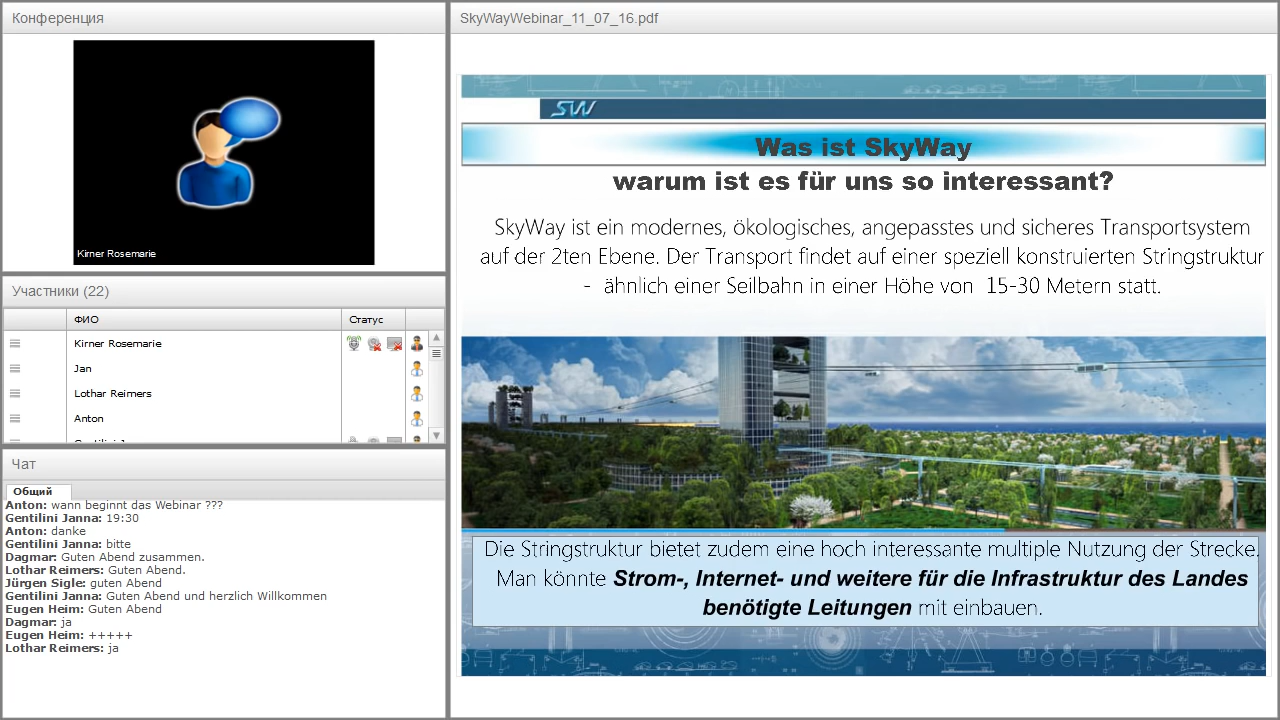 Конференция
Kirner Rosemarie
Участники (22)
ФИО Статус
Kirner Rosemarie
Jan
Lothar Reimers
Anton
Чат
Общий
Anton: wann beginnt das Webinar ???
Gentilini Janna: 19:30
Anton: danke
Gentilini Janna: bitte
Dagmar: Guten Abend zusammen.
Lothar Reimers: Guten Abend.
Jürgen Sigle: guten Abend
Gentilini Janna: Guten Abend und herzlich Willkommen
Eugen Heim: Guten Abend
Dagmar: ja
Eugen Heim: +++++
Lothar Reimers: ja
SkyWayWebinar_11_07_16.pdf
SW
Was ist SkyWay
warum ist es für uns so interessant?
SkyWay ist ein modernes, ökologisches, angepasstes und sicheres Transportsystem
auf der 2ten Ebene. Der Transport findet auf einer speziell konstruierten Stringstruktur
- ähnlich einer Seilbahn in einer Höhe von 15-30 Metern statt.
Die Stringstruktur bietet zudem eine hoch interessante multiple Nutzung der Strecke.
Man könnte Strom-, Internet- und weitere für die Infrastruktur des Landes
benötigte Leitungen mit einbauen.